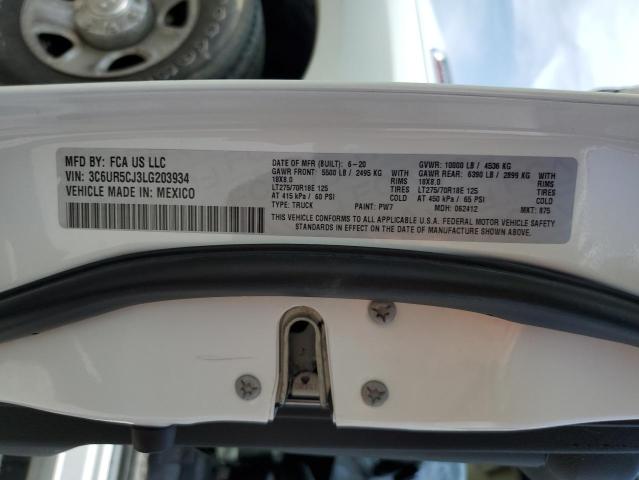 MFD BY: FCA US LLC
VIN: 3C6UR5CJ3LG203934
VEHICLE MADE IN: MEXICO
DATE OF MFR (BUILT): 6-20 GVWR: 10000 LB / 4536 KG
GAWR FRONT: 5500 LB / 2495 KG GAWR REAR: 6390 LB / 2899 KG
18X8.0 RIMS 18X8.0
LT275/70R18E 125 TIRES LT275/70R18E 125 TIRES
AT 415 kPa / 60 PSI COLD AT 450 kPa / 65 PSI COLD
TYPE: TRUCK PAINT: PW7 MDH: 062412 MKT: 875
THIS VEHICLE CONFORMS TO ALL APPLICABLE U.S.A. FEDERAL MOTOR VEHICLE SAFETY
STANDARDS IN EFFECT ON THE DATE OF MANUFACTURE SHOWN ABOVE.